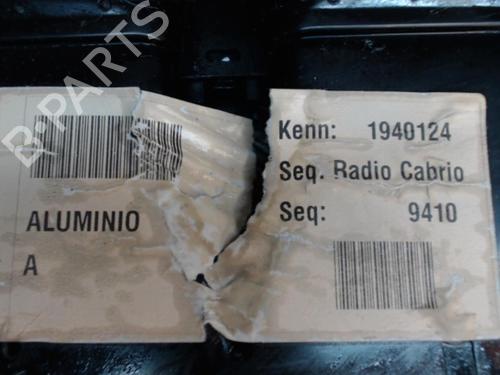 B-PARTS
ALUMINIO
A
Kenn: 1940124
Seq. Radio Cabrio
Seq: 9410